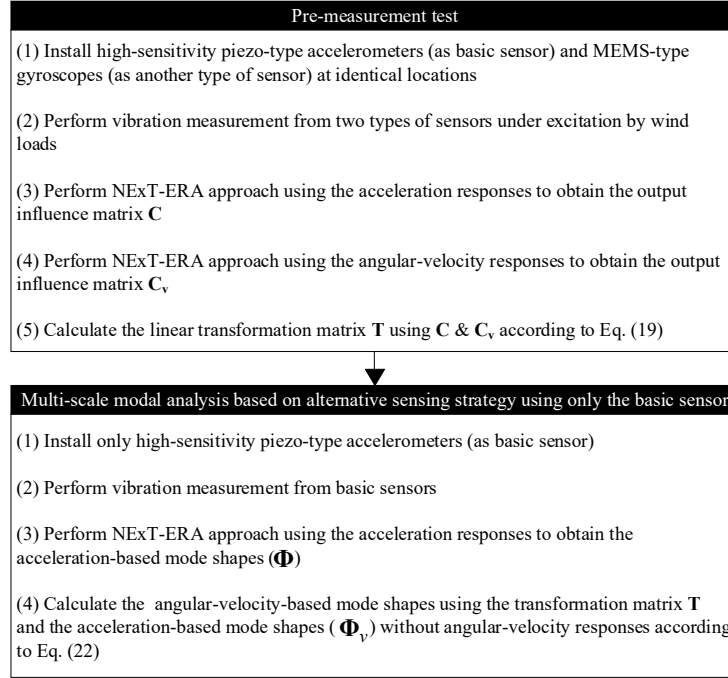 Pre-measurement test
(1) Install high-sensitivity piezo-type accelerometers (as basic sensor) and MEMS-type
gyroscopes (as another type of sensor) at identical locations
(2) Perform vibration measurement from two types of sensors under excitation by wind
loads
(3) Perform NExT-ERA approach using the acceleration responses to obtain the output
influence matrix C
(4) Perform NExT-ERA approach using the angular-velocity responses to obtain the output
influence matrix Cv
(5) Calculate the linear transformation matrix T using C & Cv according to Eq. (19)
Multi-scale modal analysis based on alternative sensing strategy using only the basic sensor
(1) Install only high-sensitivity piezo-type accelerometers (as basic sensor)
(2) Perform vibration measurement from basic sensors
(3) Perform NExT-ERA approach using the acceleration responses to obtain the
acceleration-based mode shapes (Φ)
(4) Calculate the angular-velocity-based mode shapes using the transformation matrix T
and the acceleration-based mode shapes ( Φv) without angular-velocity responses according
to Eq. (22)